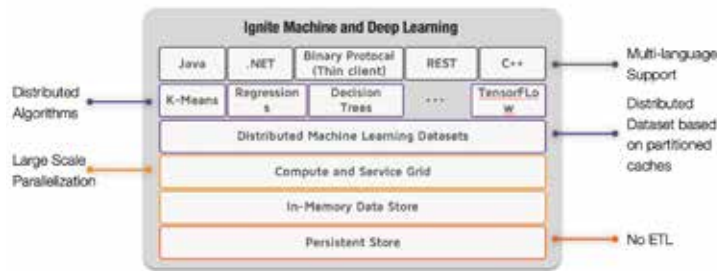 Ignite Machine and Deep Learning
Java
.NET
Binary Protocal
(Thin client)
REST
C++
Multi-language
Support
Distributed
Algorithms
K-Means
Regression
s
Decision
Trees
...
TensorFLo
w
Distributed
Dataset based
on partitioned
caches
Distributed Machine Learning Datasets
Large Scale
Parallelization
Compute and Service Grid
In-Memory Data Store
Persistent Store
No ETL